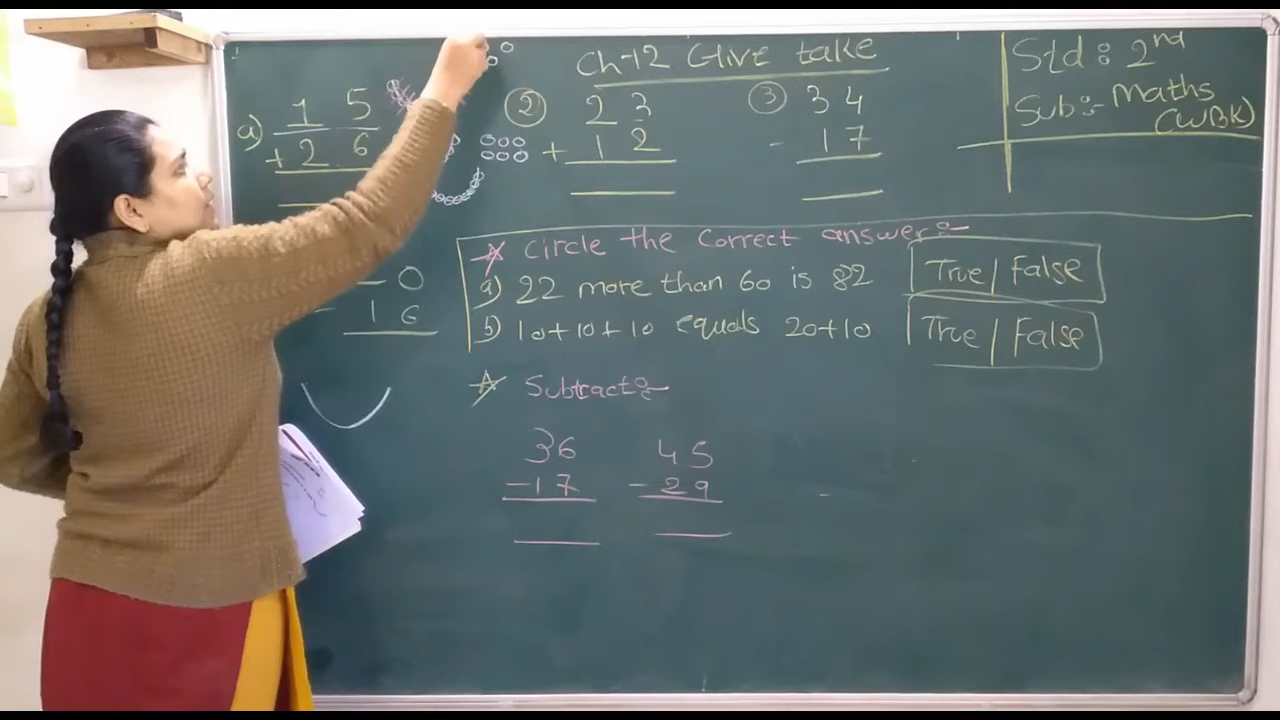 Ch-12 Give take
Std: 2nd
Sub:- Maths
(WBK)
a) 1 5
+ 2 6
② 2 3
+ 1 2
③ 3 4
- 1 7
0
- 1 6
☆ Circle the Correct answer:-
a) 22 more than 60 is 82 True | False
b) 10+10+10 equals 20+10 True | False
☆ Subtract:-
36 45
-17 -29
-